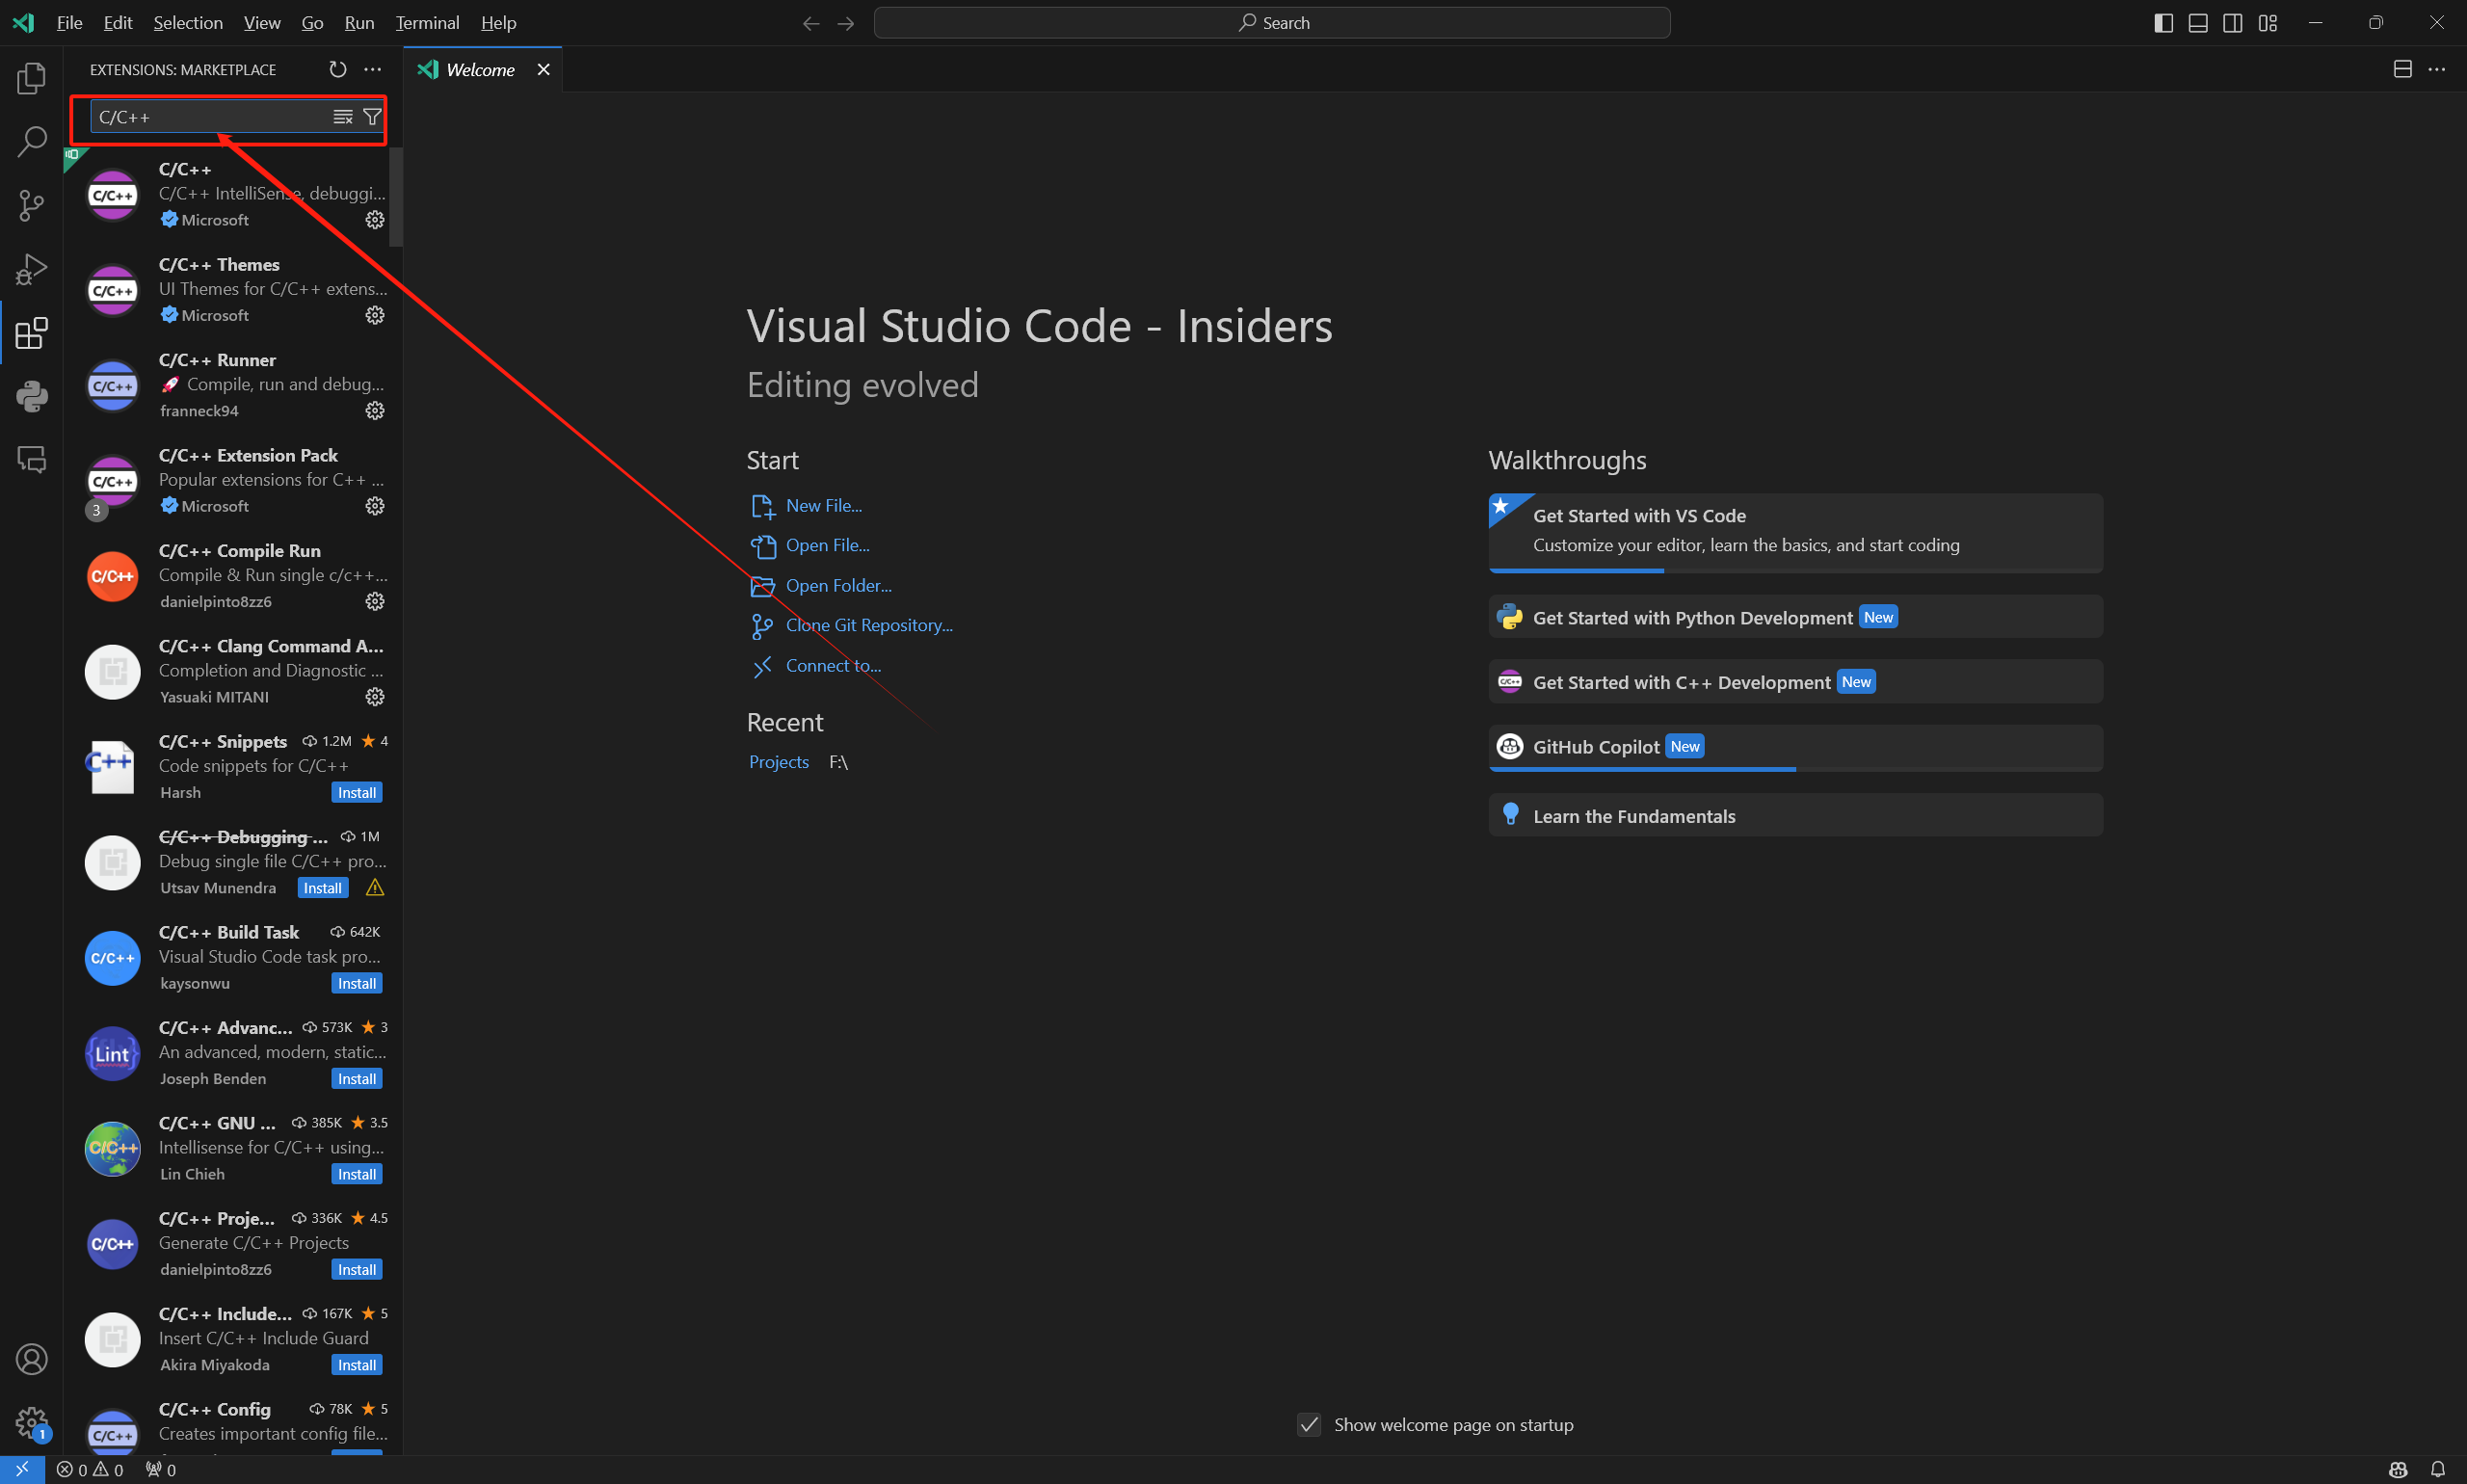 File Edit Selection View Go Run Terminal Help
Search
EXTENSIONS: MARKETPLACE
Welcome
C/C++
C/C++
C/C++
C/C++ IntelliSense, debuggi...
Microsoft
C/C++
C/C++ Themes
UI Themes for C/C++ extens...
Microsoft
C/C++
C/C++ Runner
Compile, run and debug...
franneck94
C/C++
C/C++ Extension Pack
Popular extensions for C++ ...
Microsoft
3
C/C++
C/C++ Compile Run
Compile & Run single c/c++...
danielpinto8zz6
C/C++ Clang Command A...
Completion and Diagnostic ...
Yasuaki MITANI
C++
C/C++ Snippets 1.2M 4
Code snippets for C/C++
Harsh Install
C/C++ Debugging ... 1M
Debug single file C/C++ pro...
Utsav Munendra Install
C/C++
C/C++ Build Task 642K
Visual Studio Code task pro...
kaysonwu Install
{Lint}
C/C++ Advanc... 573K 3
An advanced, modern, static...
Joseph Benden Install
C/C++
C/C++ GNU ... 385K 3.5
Intellisense for C/C++ using...
Lin Chieh Install
C/C++
C/C++ Proje... 336K 4.5
Generate C/C++ Projects
danielpinto8zz6 Install
C/C++ Include... 167K 5
Insert C/C++ Include Guard
Akira Miyakoda Install
C/C++
C/C++ Config 78K 5
Creates important config file...
Visual Studio Code - Insiders
Editing evolved
Start
New File...
Open File...
Open Folder...
Clone Git Repository...
Connect to...
Recent
Projects F:\
Walkthroughs
Get Started with VS Code
Customize your editor, learn the basics, and start coding
Get Started with Python Development New
C/C++
Get Started with C++ Development New
GitHub Copilot New
Learn the Fundamentals
Show welcome page on startup
1
0 0 0